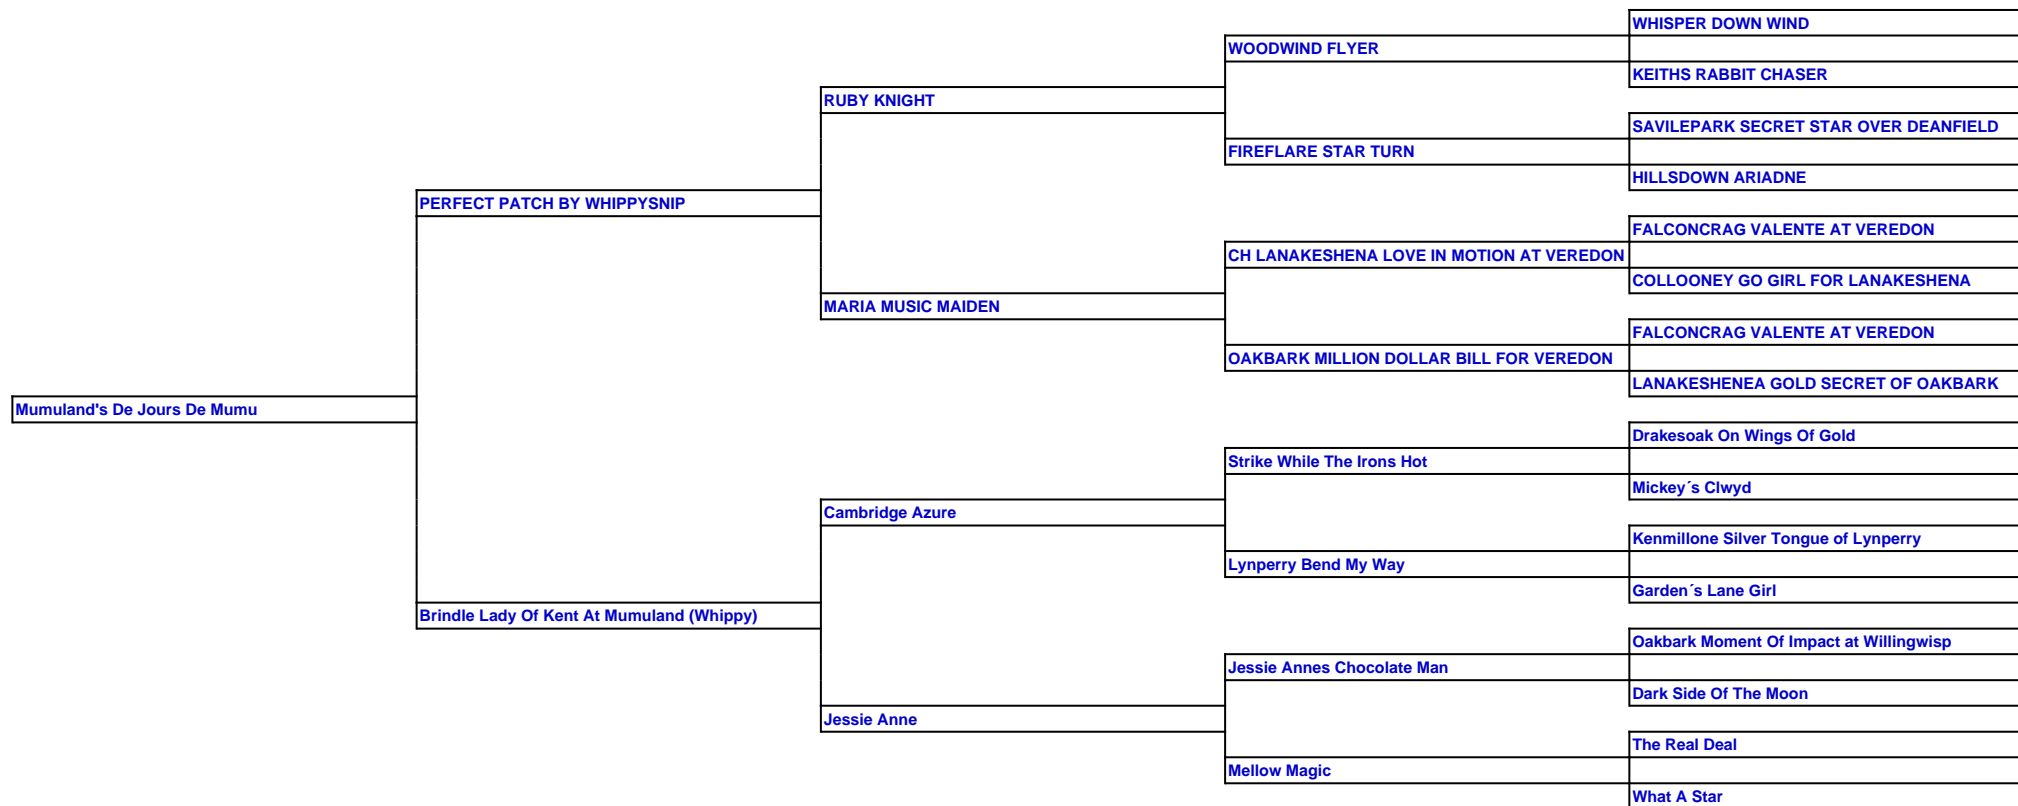 WHISPER DOWN WIND
WOODWIND FLYER
KEITHS RABBIT CHASER
RUBY KNIGHT
SAVILEPARK SECRET STAR OVER DEANFIELD
FIREFLARE STAR TURN
HILLSDOWN ARIADNE
PERFECT PATCH BY WHIPPYSNIP
FALCONCRAG VALENTE AT VEREDON
CH LANAKESHENA LOVE IN MOTION AT VEREDON
COLLOONEY GO GIRL FOR LANAKESHENA
MARIA MUSIC MAIDEN
FALCONCRAG VALENTE AT VEREDON
OAKBARK MILLION DOLLAR BILL FOR VEREDON
LANAKESHENEA GOLD SECRET OF OAKBARK
Mumuland's De Jours De Mumu
Drakesoak On Wings Of Gold
Strike While The Irons Hot
Mickey´s Clwyd
Cambridge Azure
Kenmillone Silver Tongue of Lynperry
Lynperry Bend My Way
Garden´s Lane Girl
Brindle Lady Of Kent At Mumuland (Whippy)
Oakbark Moment Of Impact at Willingwisp
Jessie Annes Chocolate Man
Dark Side Of The Moon
Jessie Anne
The Real Deal
Mellow Magic
What A Star